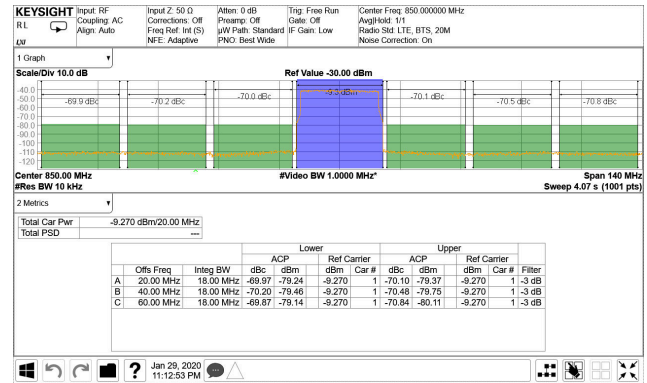 KEYSIGHT Input: RF Input Z: 50 Ω Atten: 0 dB Trig: Free Run Center Freq: 850.000000 MHz
RL Coupling: AC Corrections: Off Preamp: Off Gate: Off Avg|Hold: 1/1
Align: Auto Freq Ref: Int (S) µW Path: Standard IF Gain: Low Radio Std: LTE, BTS, 20M
LXI NFE: Adaptive PNO: Best Wide Noise Correction: On
1 Graph
Scale/Div 10.0 dB Ref Value -30.00 dBm
-40.0
-50.0
-60.0
-70.0
-80.0
-90.0
-100
-110
-120
-69.9 dBc -70.2 dBc -70.0 dBc -9.3 dBm -70.1 dBc -70.5 dBc -70.8 dBc
Center 850.00 MHz #Video BW 1.0000 MHz* Span 140 MHz
#Res BW 10 kHz Sweep 4.07 s (1001 pts)
2 Metrics
Total Car Pwr -9.270 dBm/20.00 MHz
Total PSD ---
Lower Upper
ACP Ref Carrier ACP Ref Carrier
Offs Freq Integ BW dBc dBm dBm Car # dBc dBm dBm Car # Filter
A 20.00 MHz 18.00 MHz -69.97 -79.24 -9.270 1 -70.10 -79.37 -9.270 1 -3 dB
B 40.00 MHz 18.00 MHz -70.20 -79.46 -9.270 1 -70.48 -79.75 -9.270 1 -3 dB
C 60.00 MHz 18.00 MHz -69.87 -79.14 -9.270 1 -70.84 -80.11 -9.270 1 -3 dB
? Jan 29, 2020
11:12:53 PM